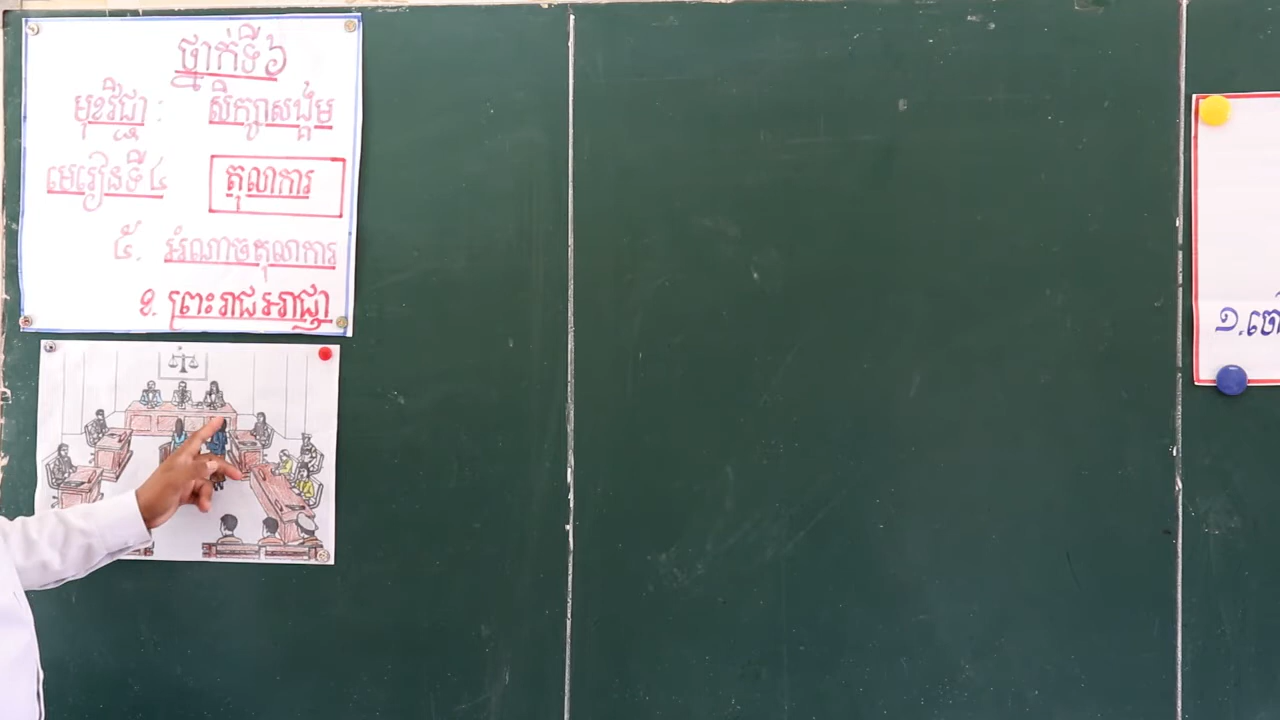 ថ្នាក់ទី៦
មុខវិជ្ជា : សិក្សាសង្គម
មេរៀនទី៤ តុលាការ
៥. អំណាចតុលាការ
ខ. ព្រះរាជអាជ្ញា
១.ចៅ